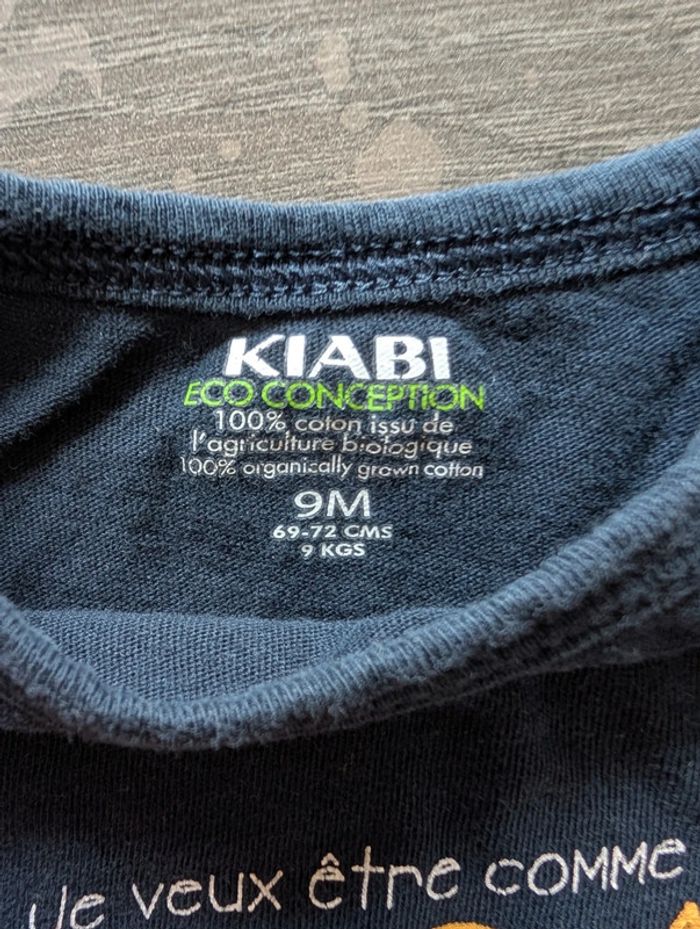 KIABI
ECO CONCEPTION
100% coton issu de
l'agriculture biologique
100% organically grown cotton
9M
69-72 CMS
9 KGS
Je veux être comme